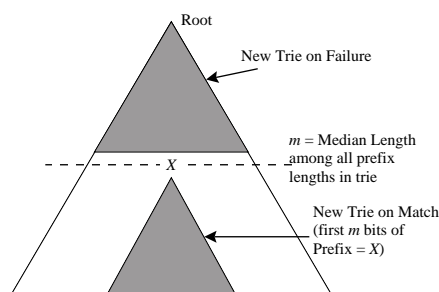 Root
New Trie on Failure
m = Median Length
among all prefix
lengths in trie
X
New Trie on Match
(first m bits of
Prefix = X)